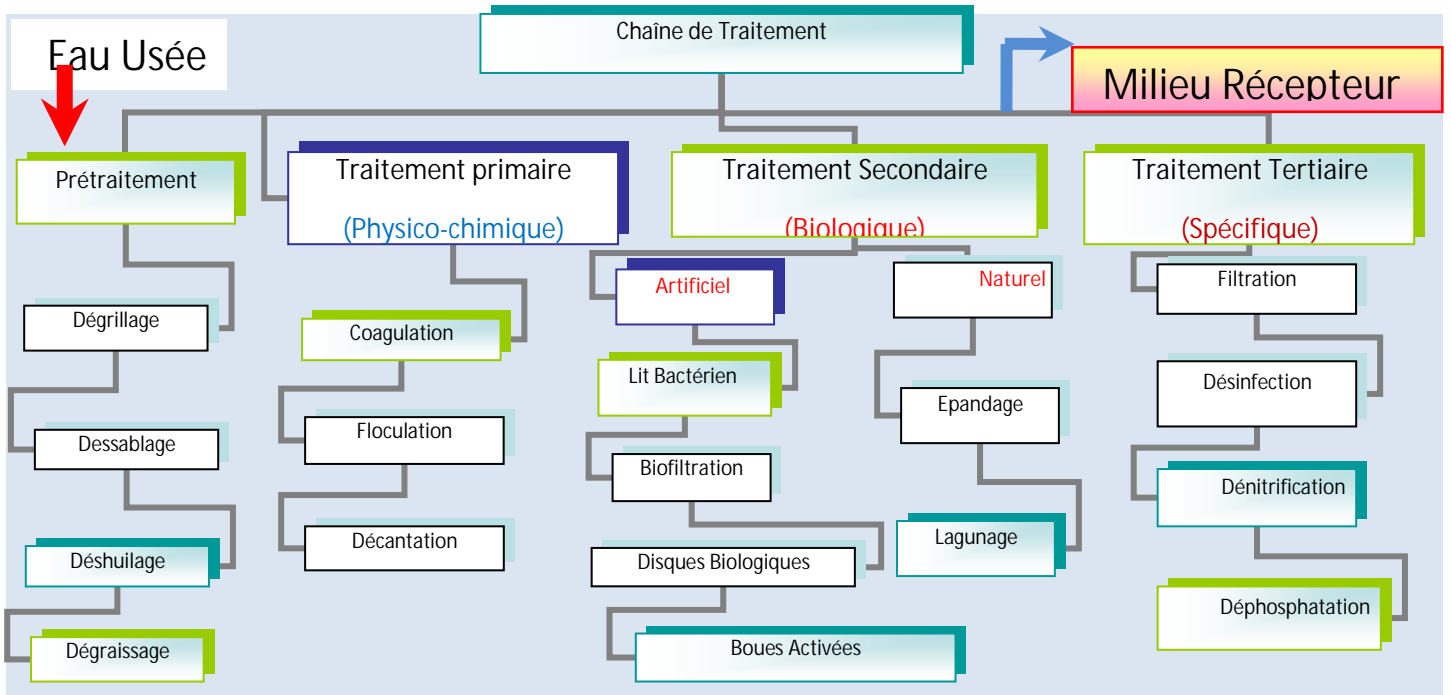 Chaîne de Traitement
Eau Usée
Milieu Récepteur
Prétraitement
Traitement primaire
(Physico-chimique)
Traitement Secondaire
(Biologique)
Traitement Tertiaire
(Spécifique)
Dégrillage
Dessablage
Déshuilage
Dégraissage
Coagulation
Floculation
Décantation
Artificiel
Lit Bactérien
Biofiltration
Disques Biologiques
Boues Activées
Naturel
Epandage
Lagunage
Filtration
Désinfection
Dénitrification
Déphosphatation